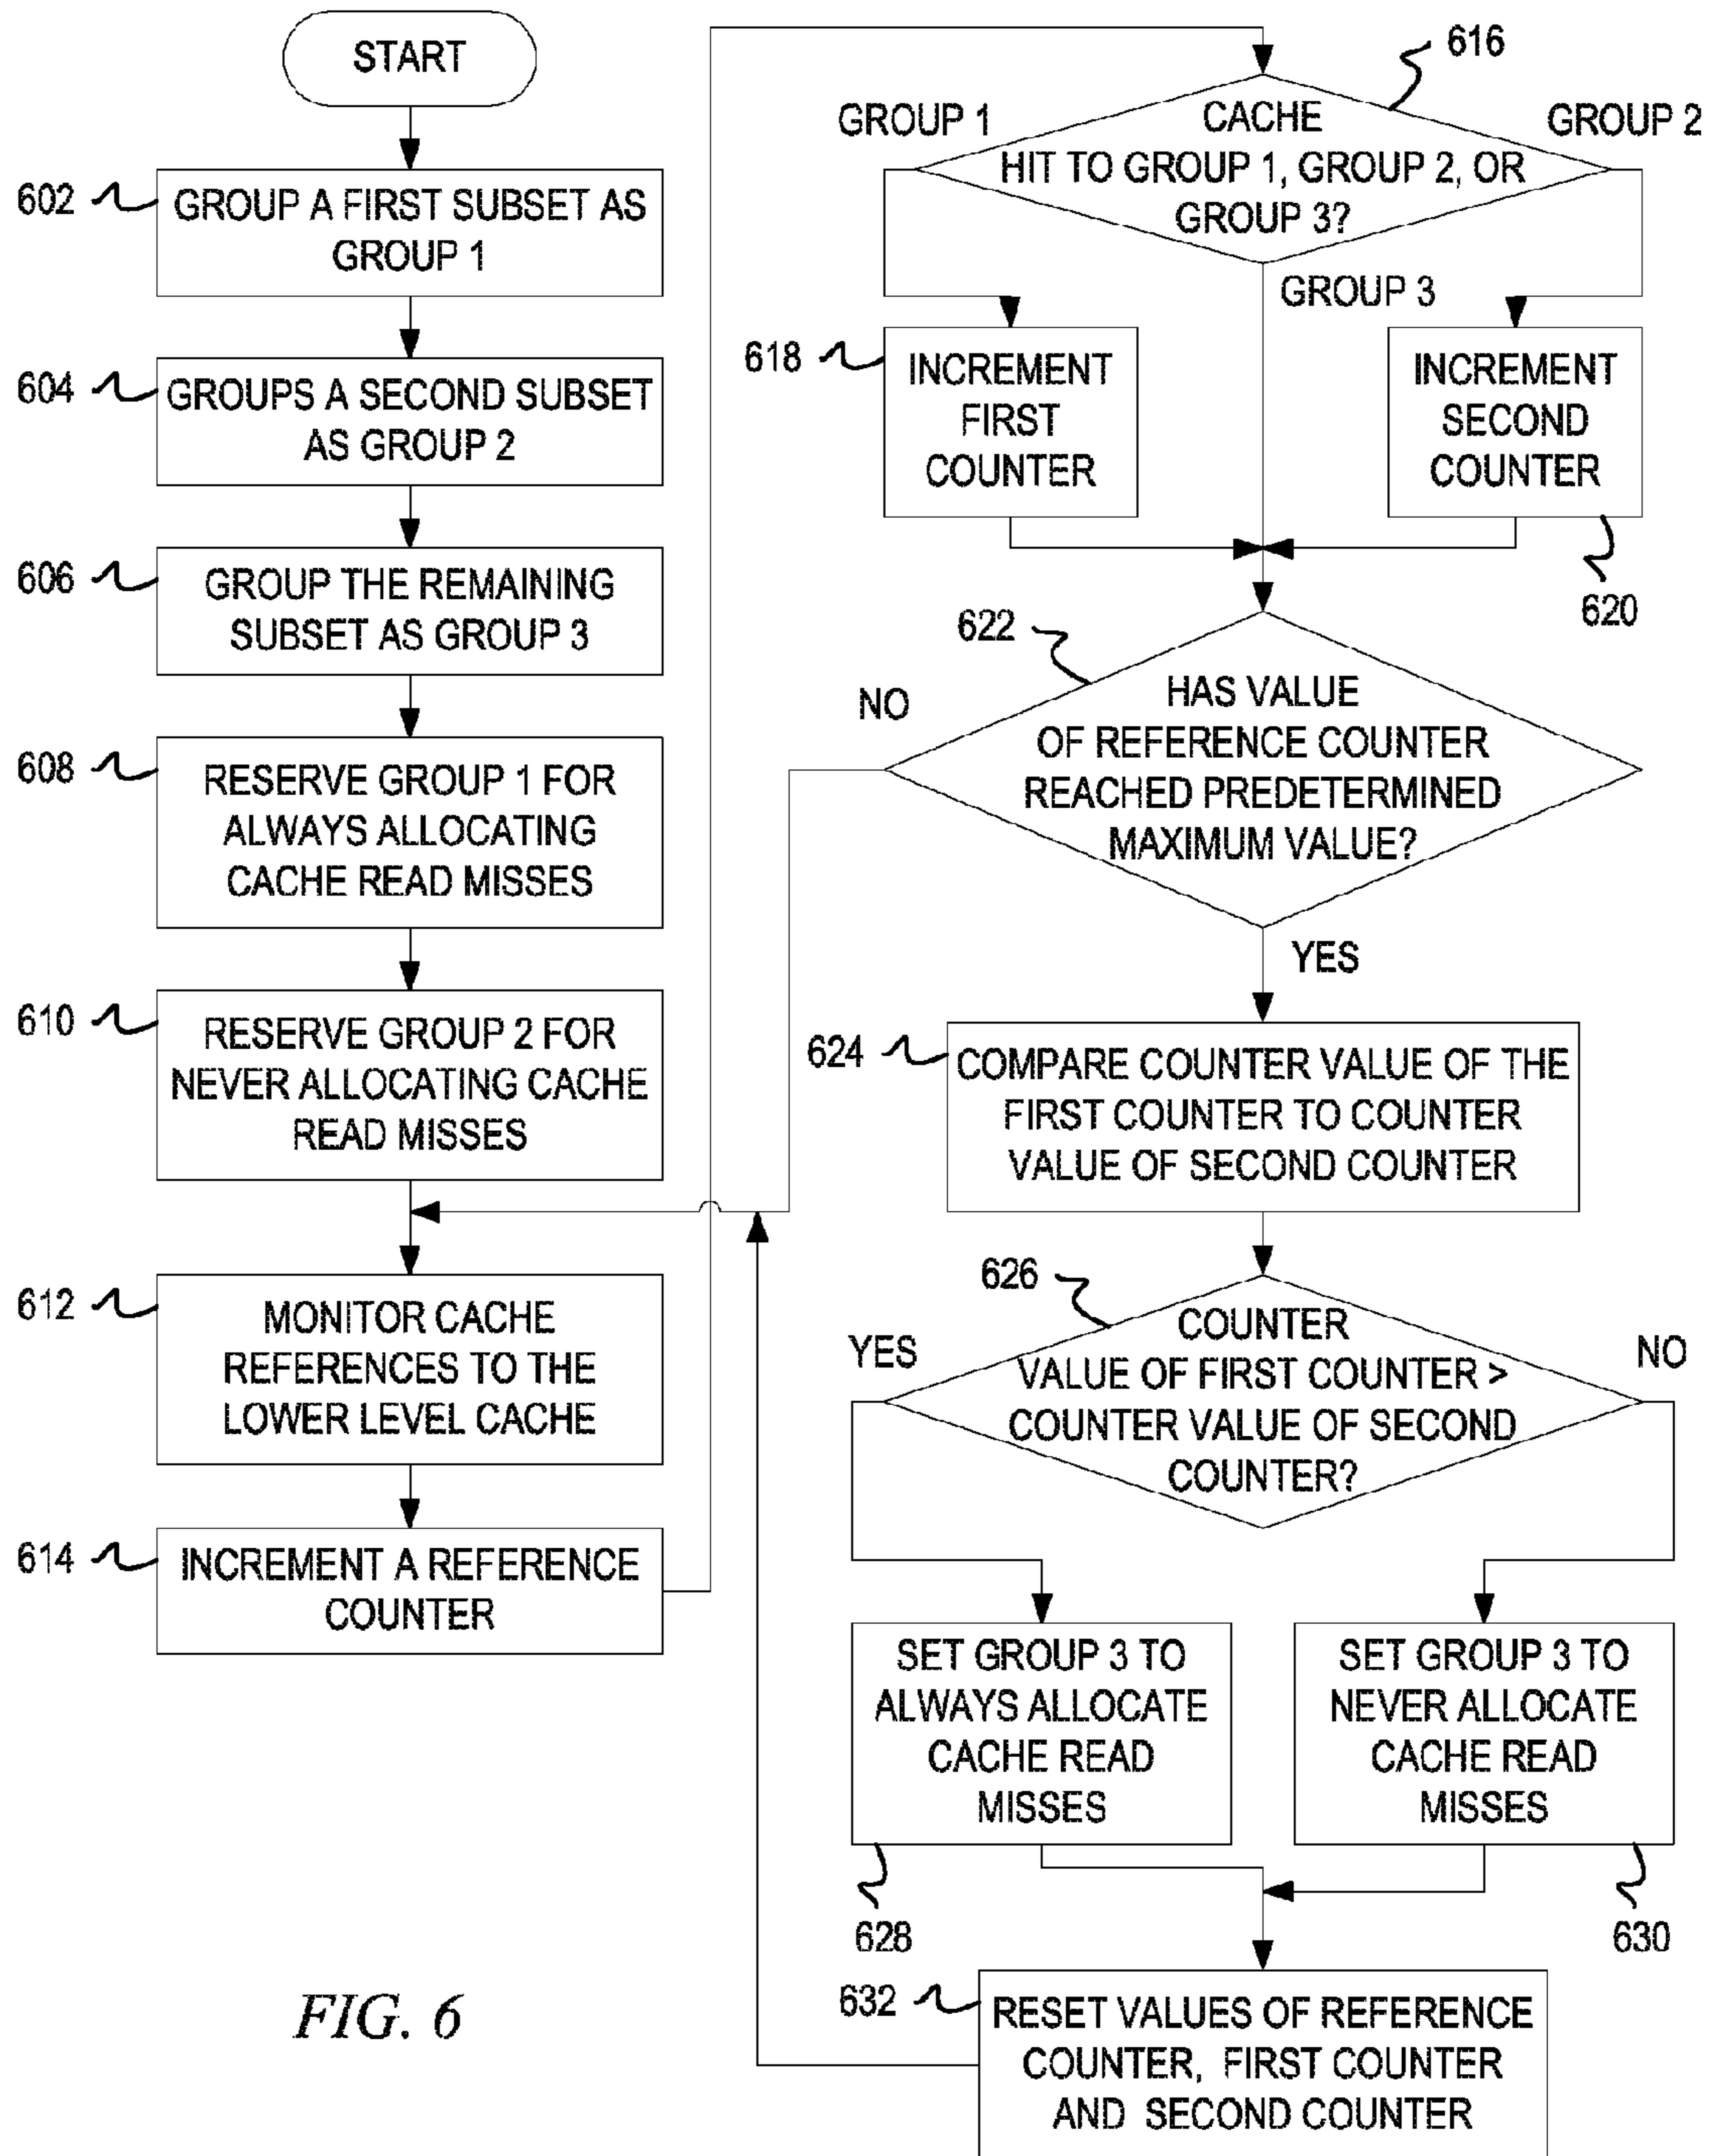 START
602
GROUP A FIRST SUBSET AS
GROUP 1
604
GROUPS A SECOND SUBSET
AS GROUP 2
606
GROUP THE REMAINING
SUBSET AS GROUP 3
608
RESERVE GROUP 1 FOR
ALWAYS ALLOCATING
CACHE READ MISSES
610
RESERVE GROUP 2 FOR
NEVER ALLOCATING CACHE
READ MISSES
612
MONITOR CACHE
REFERENCES TO THE
LOWER LEVEL CACHE
614
INCREMENT A REFERENCE
COUNTER
616
CACHE
HIT TO GROUP 1, GROUP 2, OR
GROUP 3?
GROUP 1
GROUP 2
GROUP 3
618
INCREMENT
FIRST
COUNTER
INCREMENT
SECOND
COUNTER
620
622
HAS VALUE
OF REFERENCE COUNTER
REACHED PREDETERMINED
MAXIMUM VALUE?
NO
YES
624
COMPARE COUNTER VALUE OF THE
FIRST COUNTER TO COUNTER
VALUE OF SECOND COUNTER
626
COUNTER
VALUE OF FIRST COUNTER >
COUNTER VALUE OF SECOND
COUNTER?
YES
NO
SET GROUP 3 TO
ALWAYS ALLOCATE
CACHE READ
MISSES
628
SET GROUP 3 TO
NEVER ALLOCATE
CACHE READ
MISSES
630
632
RESET VALUES OF REFERENCE
COUNTER, FIRST COUNTER
AND SECOND COUNTER
FIG. 6